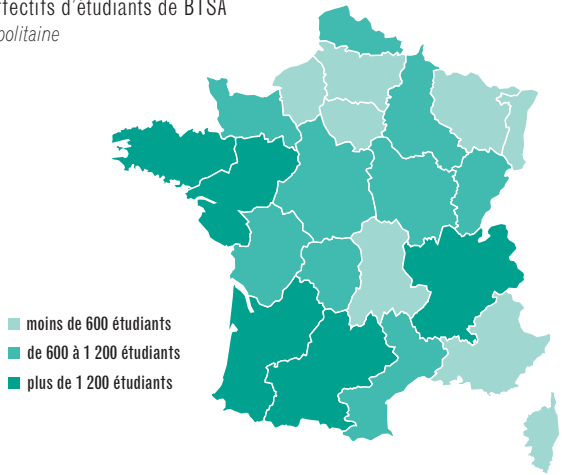 ffectifs d'étudiants de BTSA
politaine
moins de 600 étudiants
de 600 à 1 200 étudiants
plus de 1 200 étudiants